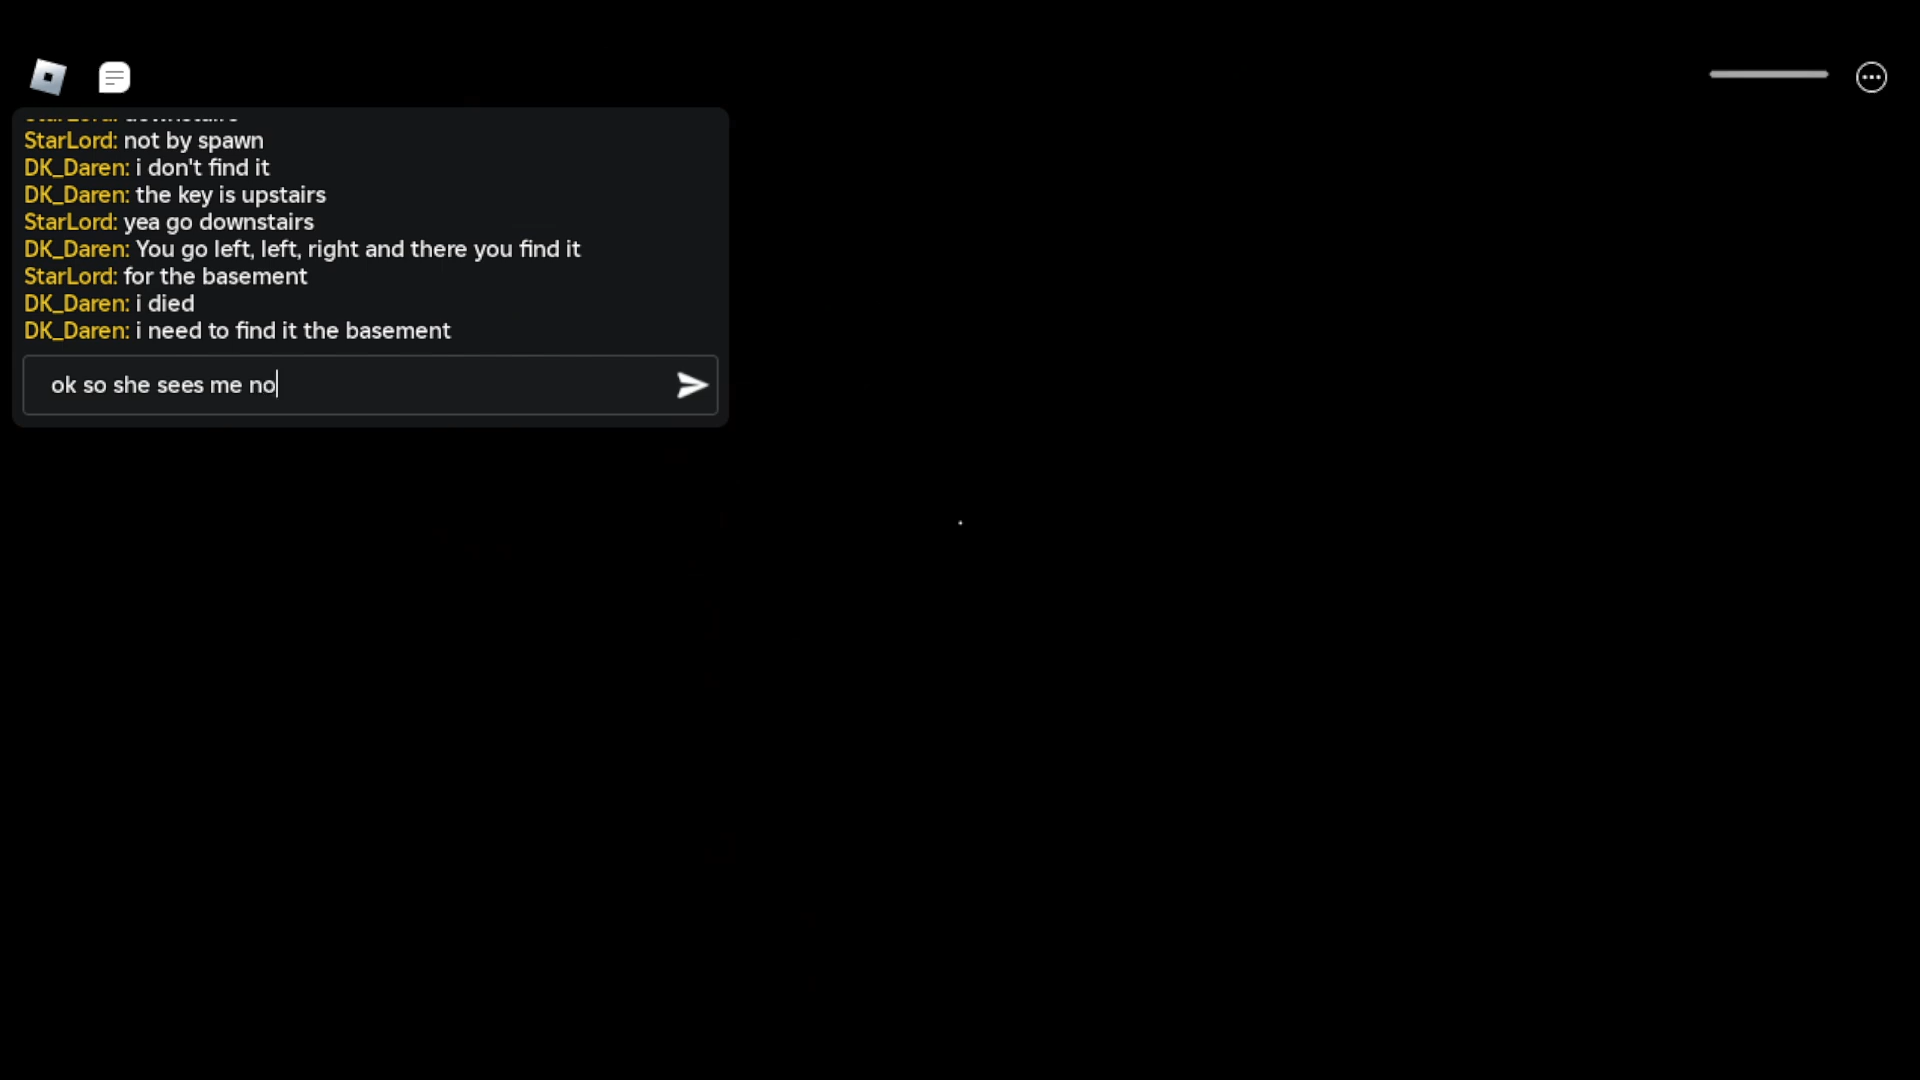 StarLord: not by spawn
DK_Daren: i don't find it
DK_Daren: the key is upstairs
StarLord: yea go downstairs
DK_Daren: You go left, left, right and there you find it
StarLord: for the basement
DK_Daren: i died
DK_Daren: i need to find it the basement
ok so she sees me no